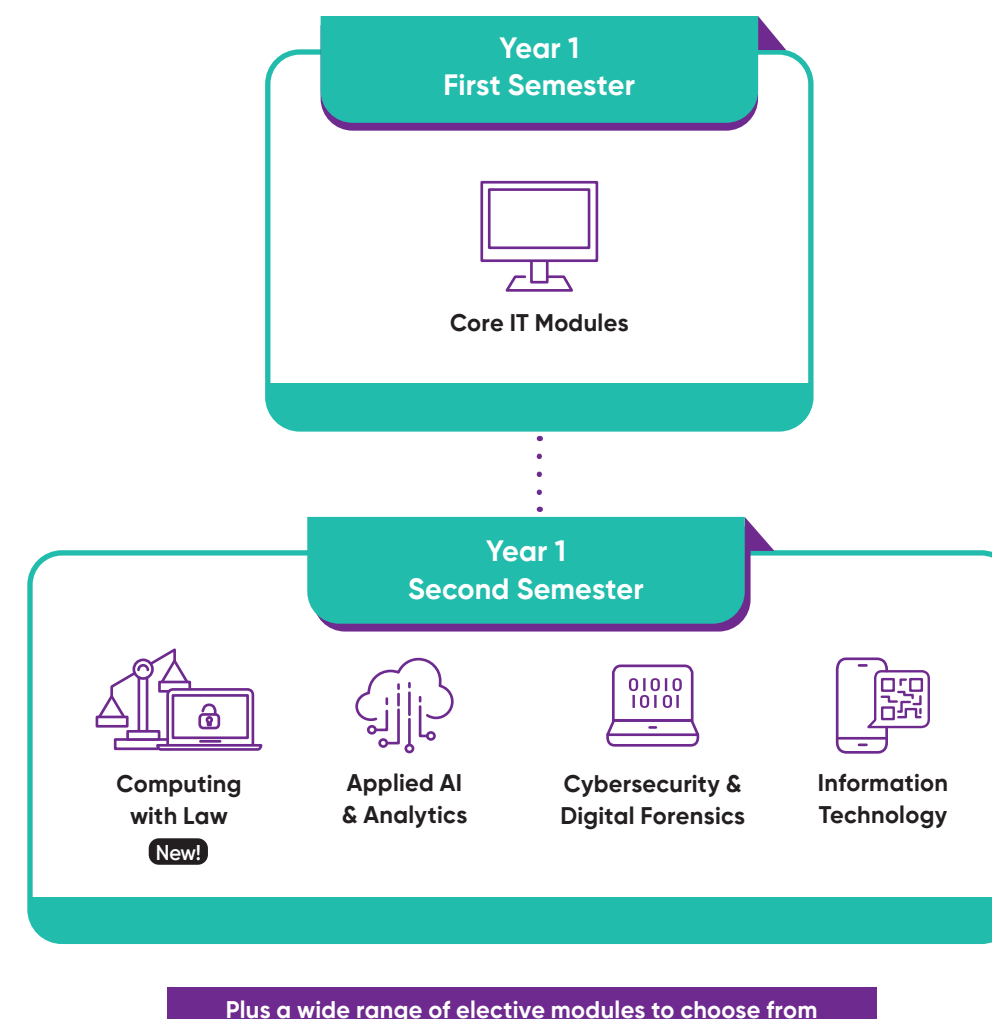 Year 1
First Semester
Core IT Modules
Year 1
Second Semester
01010
10101
Computing
with Law
New!
Applied AI
& Analytics
Cybersecurity &
Digital Forensics
Information
Technology
Plus a wide range of elective modules to choose from